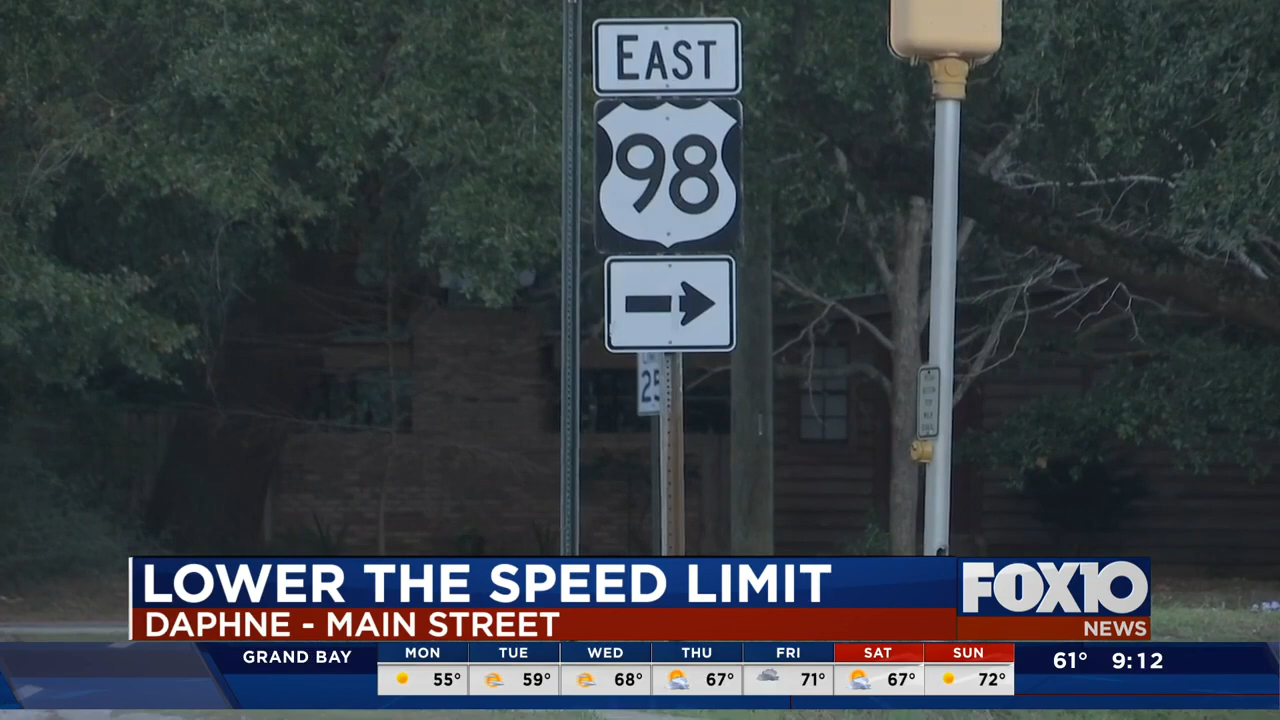 EAST
98
25
LOWER THE SPEED LIMIT
DAPHNE - MAIN STREET
FOX10
NEWS
GRAND BAY
MON TUE WED THU FRI SAT SUN
55° 59° 68° 67° 71° 67° 72°
61° 9:12